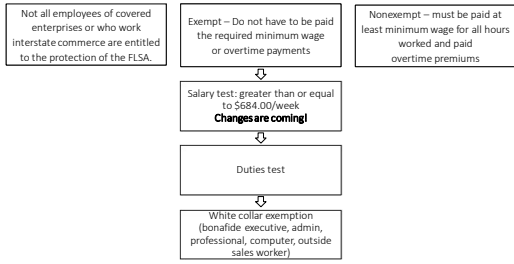 Not all employees of covered
enterprises or who work
interstate commerce are entitled
to the protection of the FLSA.
Exempt – Do not have to be paid
the required minimum wage
or overtime payments
Nonexempt – must be paid at
least minimum wage for all hours
worked and paid
overtime premiums
Salary test: greater than or equal
to $684.00/week
Changes are coming!
Duties test
White collar exemption
(bonafide executive, admin,
professional, computer, outside
sales worker)